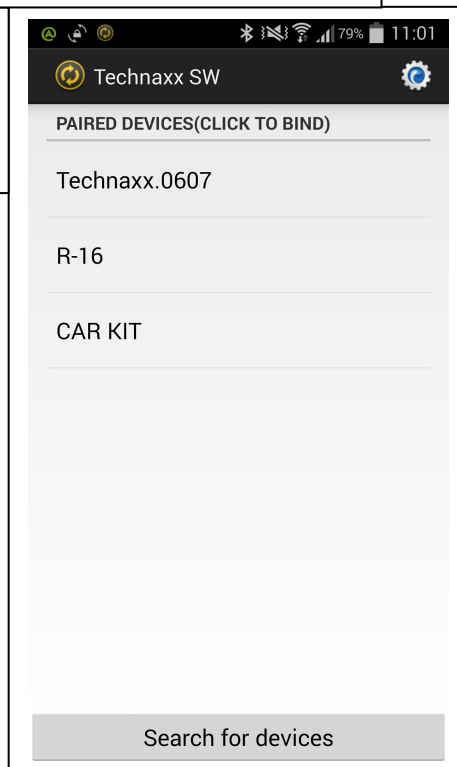 79% 11:01
Technaxx SW
PAIRED DEVICES(CLICK TO BIND)
Technaxx.0607
R-16
CAR KIT
Search for devices